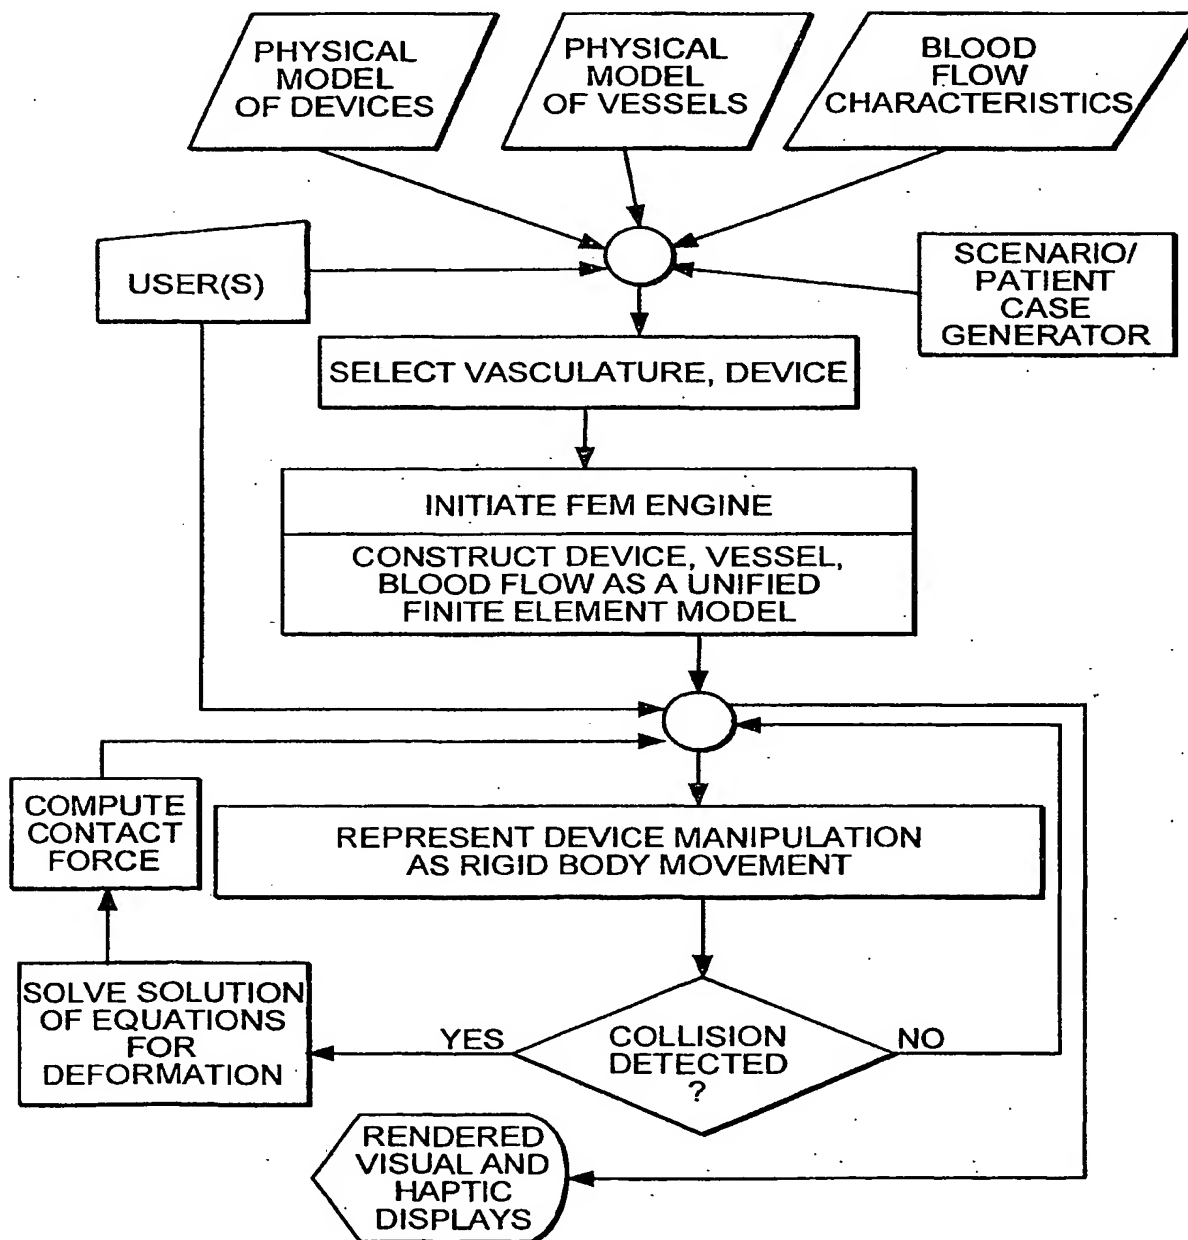 PHYSICAL
MODEL
OF DEVICES
PHYSICAL
MODEL
OF VESSELS
BLOOD
FLOW
CHARACTERISTICS
USER(S)
SCENARIO/
PATIENT
CASE
GENERATOR
SELECT VASCULATURE, DEVICE
INITIATE FEM ENGINE
CONSTRUCT DEVICE, VESSEL,
BLOOD FLOW AS A UNIFIED
FINITE ELEMENT MODEL
COMPUTE
CONTACT
FORCE
REPRESENT DEVICE MANIPULATION
AS RIGID BODY MOVEMENT
SOLVE SOLUTION
OF EQUATIONS
FOR
DEFORMATION
YES
COLLISION
DETECTED
?
NO
RENDERED
VISUAL AND
HAPTIC
DISPLAYS